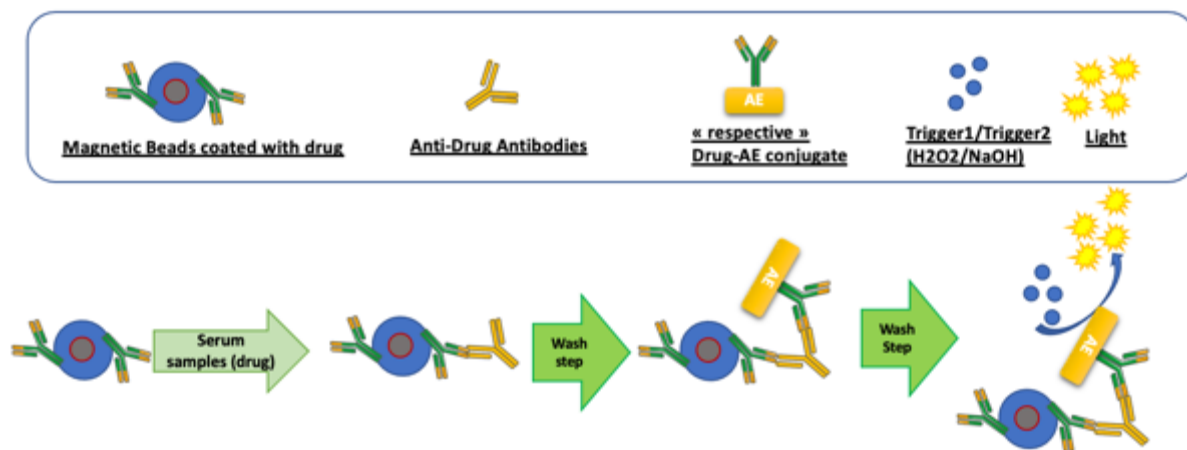 AE
Magnetic Beads coated with drug
Anti-Drug Antibodies
« respective »
Drug-AE conjugate
Trigger1/Trigger2
(H2O2/NaOH)
Light
Serum
samples (drug)
Wash
step
AE
Wash
Step
AE